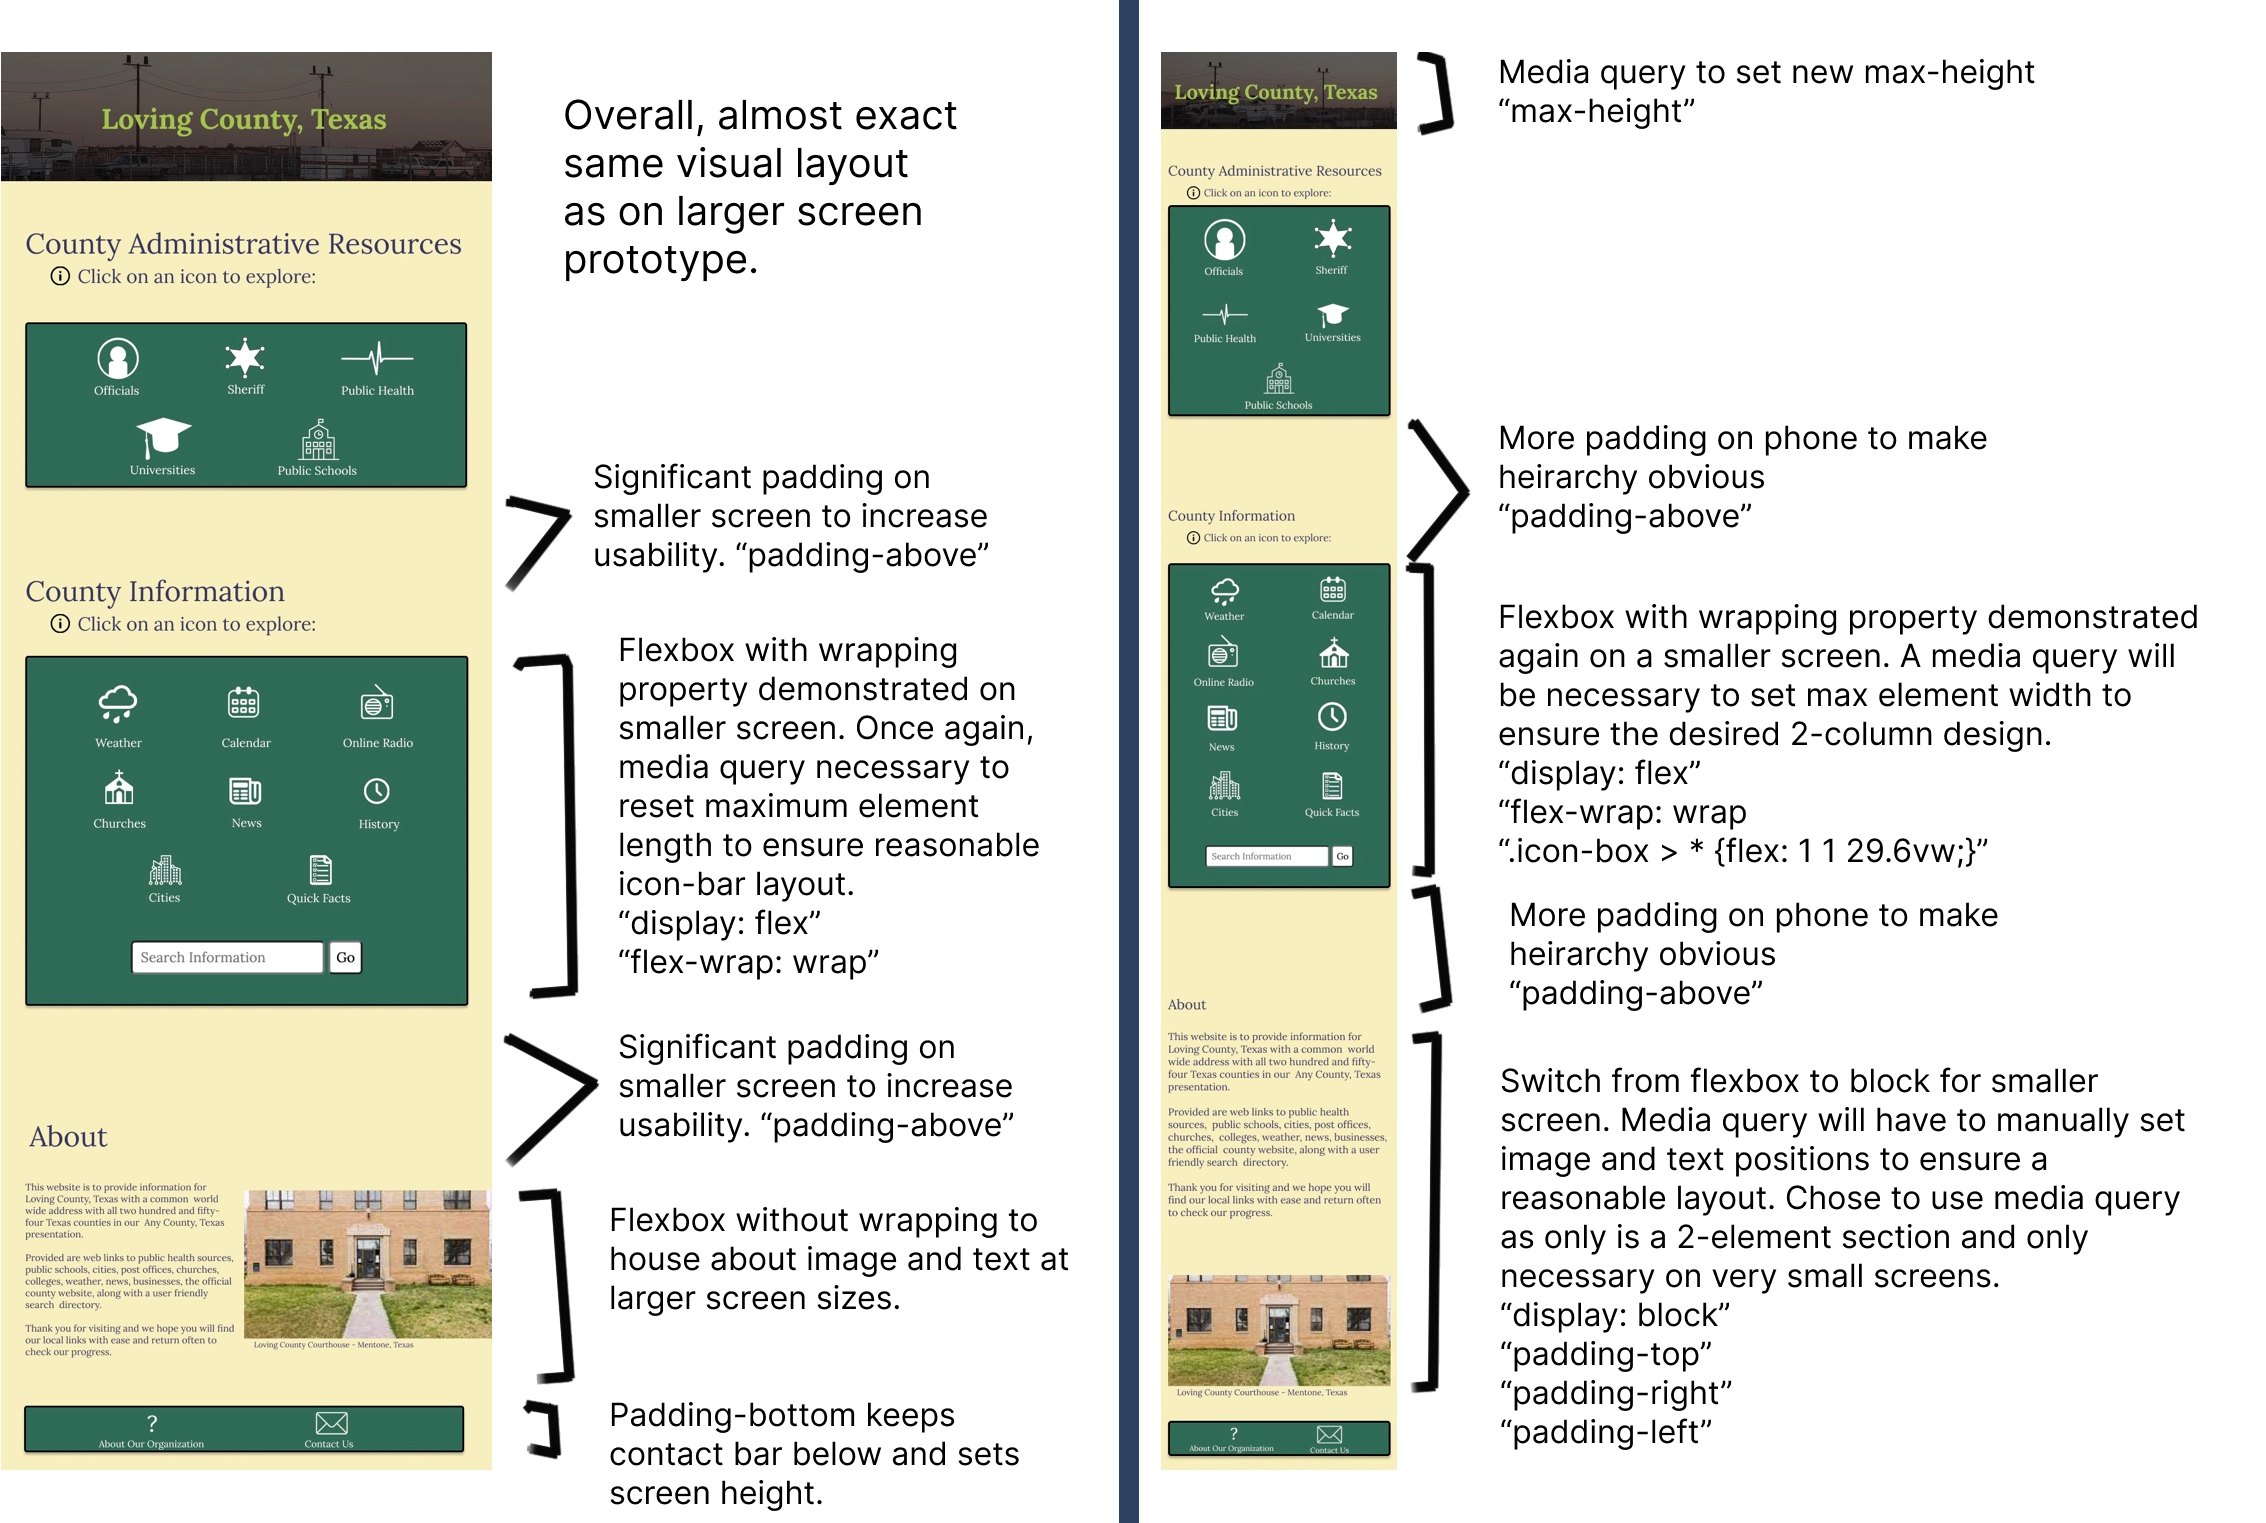 Loving County, Texas
County Administrative Resources
Click on an icon to explore:
Officials
Sheriff
Public Health
Universities
Public Schools
County Information
Click on an icon to explore:
Weather
Calendar
Online Radio
Churches
News
History
Cities
Quick Facts
Search Information
Go
About
This website is to provide information for
Loving County, Texas with a common world
wide address with all two hundred and fifty-
four Texas counties in our Any County, Texas
presentation.
Provided are web links to public health sources,
public schools, cities, post offices, churches,
colleges, weather, news, businesses, the official
county website, along with a user friendly
search directory.
Thank you for visiting and we hope you will find
our local links with ease and return often to
check our progress.
Loving County Courthouse - Mentone, Texas
?
About Our Organization
Contact Us
Overall, almost exact
same visual layout
as on larger screen
prototype.
Significant padding on
smaller screen to increase
usability. “padding-above”
Flexbox with wrapping
property demonstrated on
smaller screen. Once again,
media query necessary to
reset maximum element
length to ensure reasonable
icon-bar layout.
“display: flex”
“flex-wrap: wrap”
Significant padding on
smaller screen to increase
usability. “padding-above”
Flexbox without wrapping to
house about image and text at
larger screen sizes.
Padding-bottom keeps
contact bar below and sets
screen height.
Loving County, Texas
County Administrative Resources
Click on an icon to explore:
Officials
Sheriff
Public Health
Universities
Public Schools
County Information
Click on an icon to explore:
Weather
Calendar
Online Radio
Churches
News
History
Cities
Quick Facts
Search Information
Go
About
This website is to provide information for
Loving County, Texas with a common world
wide address with all two hundred and fifty-
four Texas counties in our Any County, Texas
presentation.
Provided are web links to public health
sources, public schools, cities, post offices,
churches, colleges, weather, news, businesses,
the official county website, along with a user
friendly search directory.
Thank you for visiting and we hope you will
find our local links with ease and return often
to check our progress.
Loving County Courthouse - Mentone, Texas
?
About Our Organization
Contact Us
Media query to set new max-height
“max-height”
More padding on phone to make
heirarchy obvious
“padding-above”
Flexbox with wrapping property demonstrated
again on a smaller screen. A media query will
be necessary to set max element width to
ensure the desired 2-column design.
“display: flex”
“flex-wrap: wrap
“.icon-box > * {flex: 1 1 29.6vw;}”
More padding on phone to make
heirarchy obvious
“padding-above”
Switch from flexbox to block for smaller
screen. Media query will have to manually set
image and text positions to ensure a
reasonable layout. Chose to use media query
as only is a 2-element section and only
necessary on very small screens.
“display: block”
“padding-top”
“padding-right”
“padding-left”